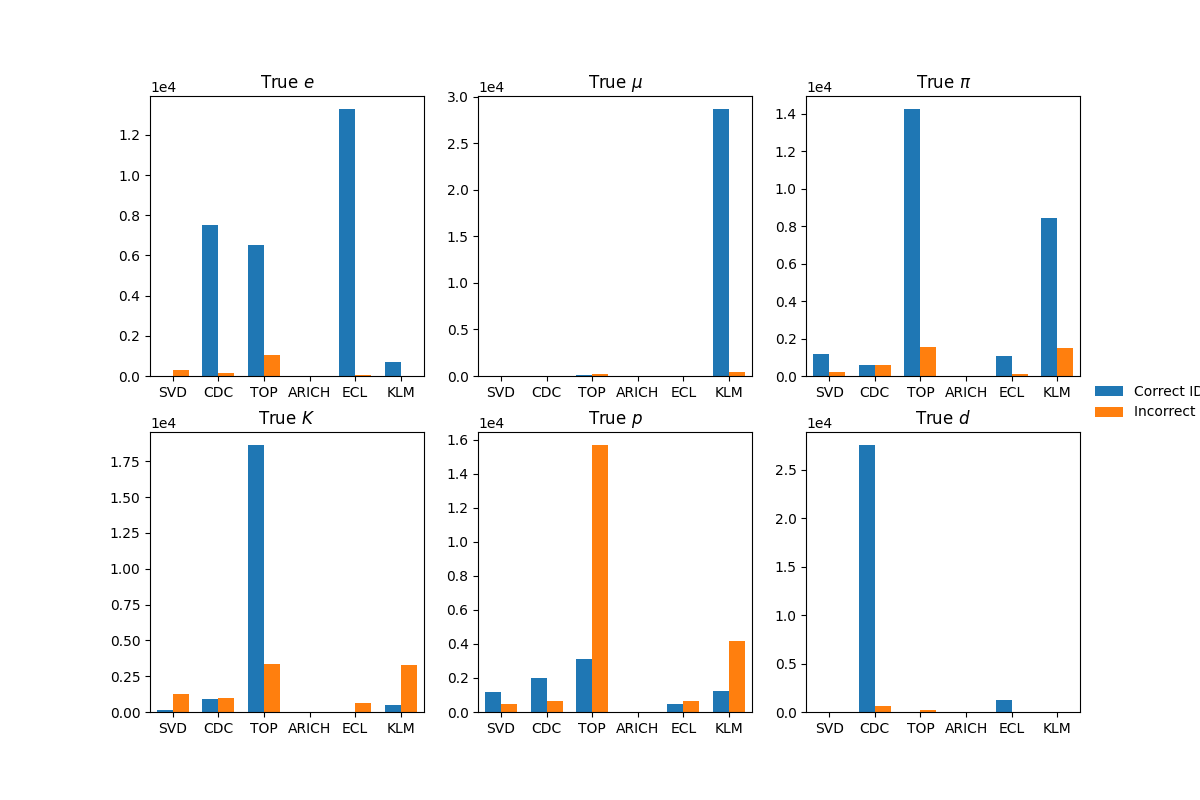 True e
1e4
1.2
1.0
0.8
0.6
0.4
0.2
0.0
SVD CDC TOP ARICH ECL KLM
True μ
1e4
3.0
2.5
2.0
1.5
1.0
0.5
0.0
SVD CDC TOP ARICH ECL KLM
True π
1e4
1.4
1.2
1.0
0.8
0.6
0.4
0.2
0.0
SVD CDC TOP ARICH ECL KLM
Correct ID
Incorrect
True K
1e4
1.75
1.50
1.25
1.00
0.75
0.50
0.25
0.00
SVD CDC TOP ARICH ECL KLM
True p
1e4
1.6
1.4
1.2
1.0
0.8
0.6
0.4
0.2
0.0
SVD CDC TOP ARICH ECL KLM
True d
1e4
2.5
2.0
1.5
1.0
0.5
0.0
SVD CDC TOP ARICH ECL KLM